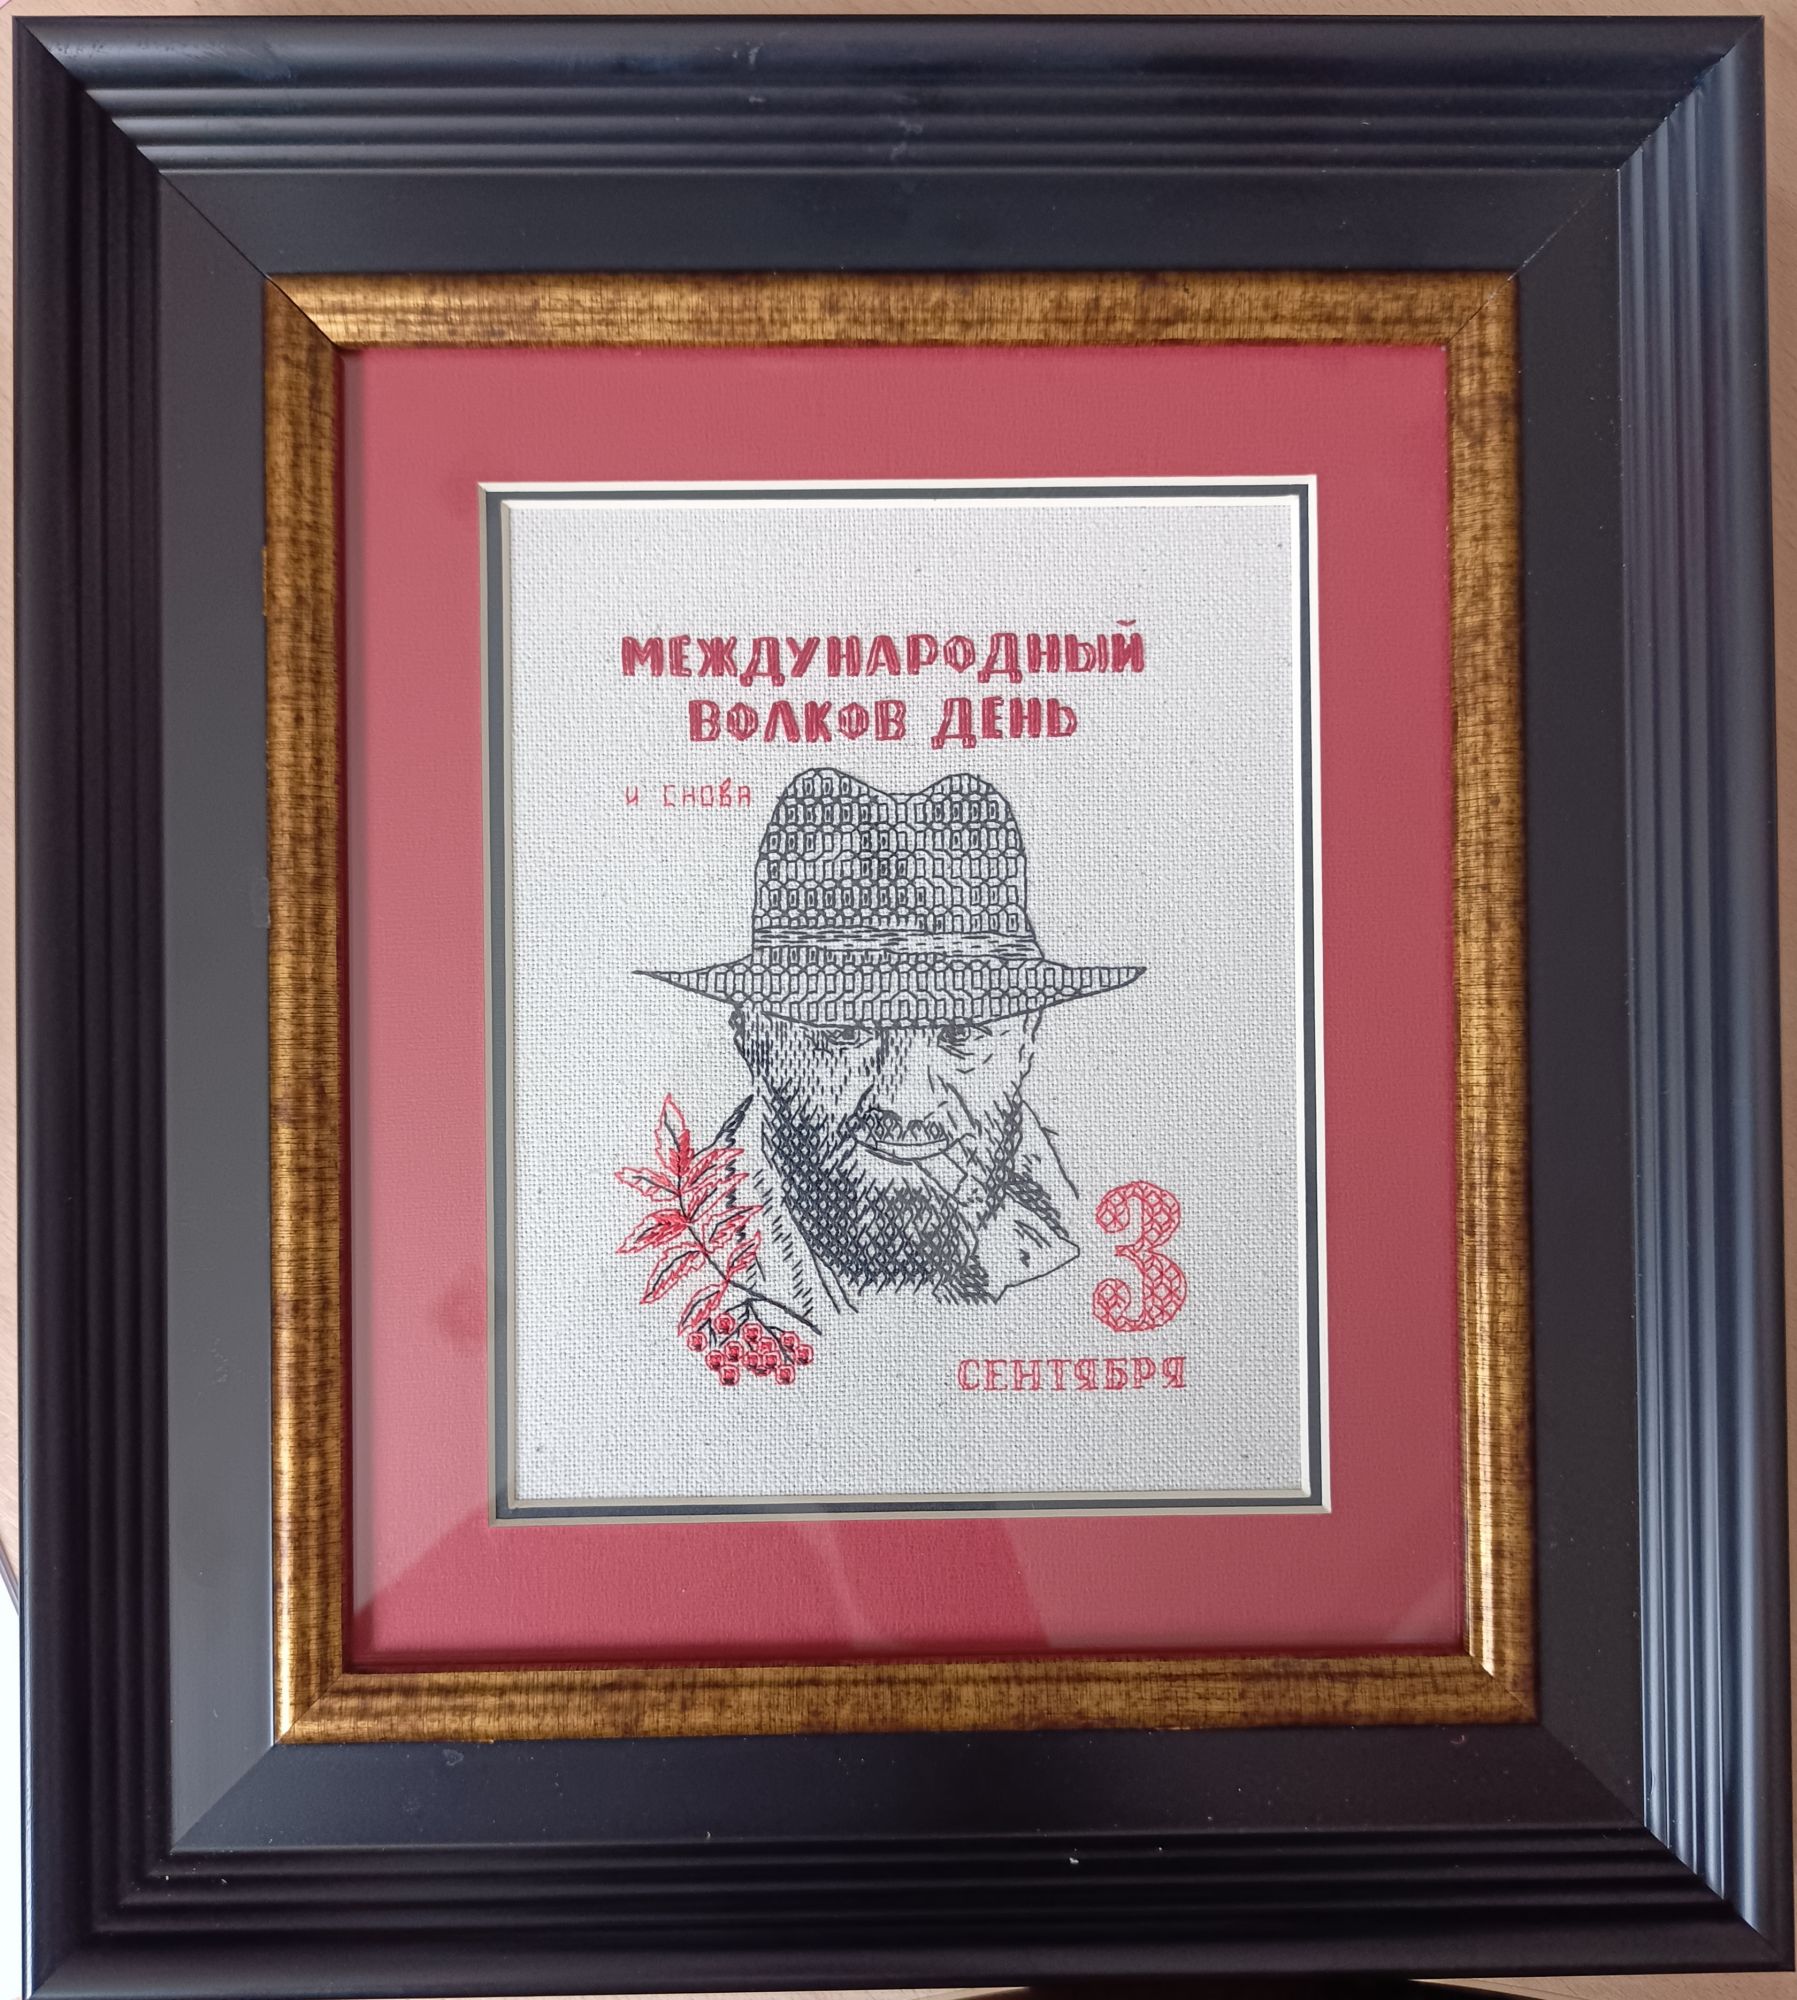 МЕЖДУНАРОДНЫЙ
ВОЛКОВ ДЕНЬ
И СНОВА
3
СЕНТЯБРЯ